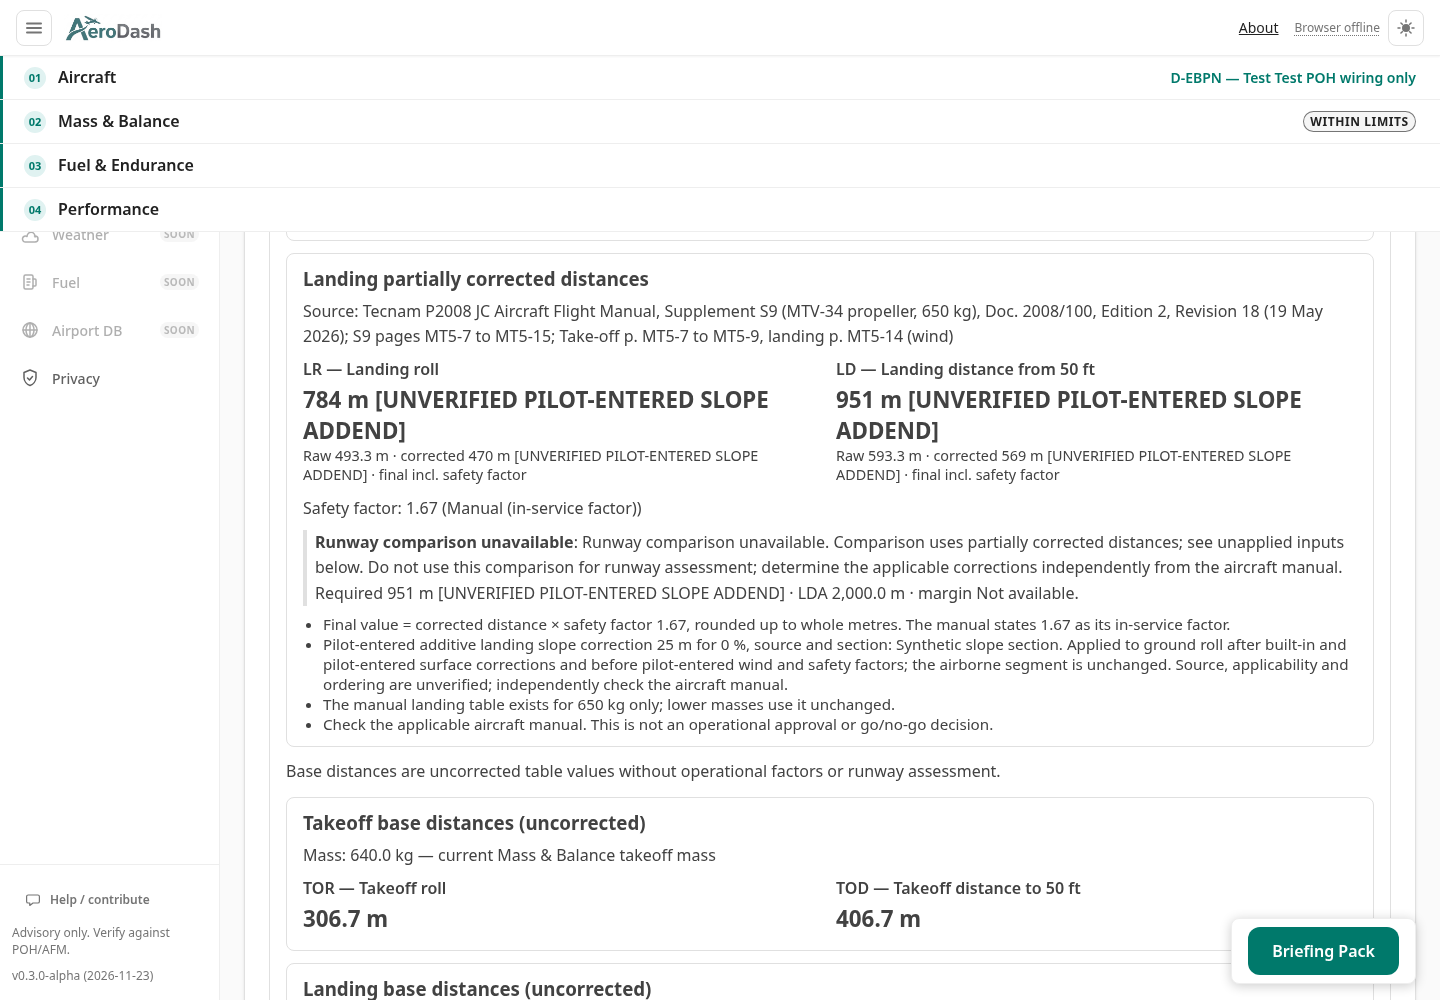 AeroDash
About
Browser offline
01 Aircraft
D-EBPN — Test Test POH wiring only
02 Mass & Balance
WITHIN LIMITS
03 Fuel & Endurance
04 Performance
Weather SOON
Fuel SOON
Airport DB SOON
Privacy
Help / contribute
Advisory only. Verify against
POH/AFM.
v0.3.0-alpha (2026-11-23)
Landing partially corrected distances
Source: Tecnam P2008 JC Aircraft Flight Manual, Supplement S9 (MTV-34 propeller, 650 kg), Doc. 2008/100, Edition 2, Revision 18 (19 May
2026); S9 pages MT5-7 to MT5-15; Take-off p. MT5-7 to MT5-9, landing p. MT5-14 (wind)
LR — Landing roll
784 m [UNVERIFIED PILOT-ENTERED SLOPE
ADDEND]
Raw 493.3 m · corrected 470 m [UNVERIFIED PILOT-ENTERED SLOPE
ADDEND] · final incl. safety factor
LD — Landing distance from 50 ft
951 m [UNVERIFIED PILOT-ENTERED SLOPE
ADDEND]
Raw 593.3 m · corrected 569 m [UNVERIFIED PILOT-ENTERED SLOPE
ADDEND] · final incl. safety factor
Safety factor: 1.67 (Manual (in-service factor))
Runway comparison unavailable: Runway comparison unavailable. Comparison uses partially corrected distances; see unapplied inputs
below. Do not use this comparison for runway assessment; determine the applicable corrections independently from the aircraft manual.
Required 951 m [UNVERIFIED PILOT-ENTERED SLOPE ADDEND] · LDA 2,000.0 m · margin Not available.
• Final value = corrected distance × safety factor 1.67, rounded up to whole metres. The manual states 1.67 as its in-service factor.
• Pilot-entered additive landing slope correction 25 m for 0 %, source and section: Synthetic slope section. Applied to ground roll after built-in and
pilot-entered surface corrections and before pilot-entered wind and safety factors; the airborne segment is unchanged. Source, applicability and
ordering are unverified; independently check the aircraft manual.
• The manual landing table exists for 650 kg only; lower masses use it unchanged.
• Check the applicable aircraft manual. This is not an operational approval or go/no-go decision.
Base distances are uncorrected table values without operational factors or runway assessment.
Takeoff base distances (uncorrected)
Mass: 640.0 kg — current Mass & Balance takeoff mass
TOR — Takeoff roll
306.7 m
TOD — Takeoff distance to 50 ft
406.7 m
Briefing Pack
Landing base distances (uncorrected)